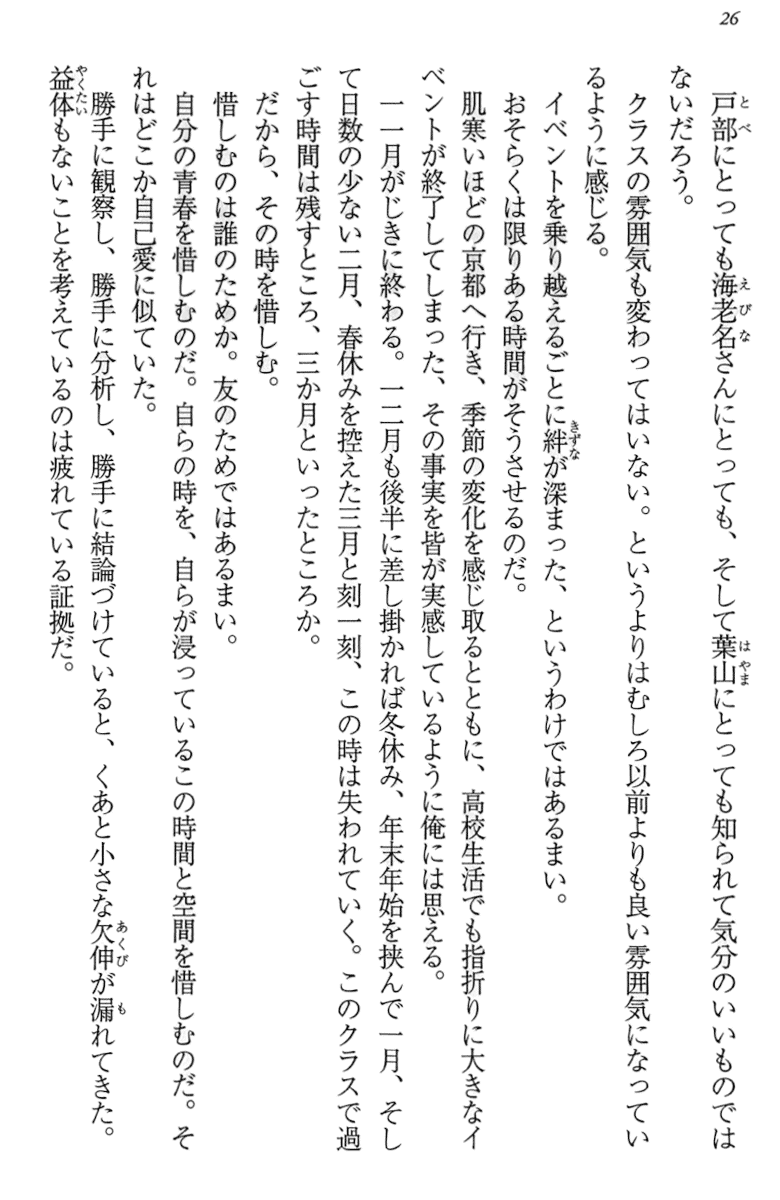 26
戸部にとっても海老名さんにとっても、そして葉山にとっても知られて気分のいいものでは
ないだろう。
クラスの雰囲気も変わってはいない。というよりはむしろ以前よりも良い雰囲気になってい
るように感じる。
イベントを乗り越えるごとに絆が深まった、というわけではあるまい。
おそらくは限りある時間がそうさせるのだ。
肌寒いほどの京都へ行き、季節の変化を感じ取るとともに、高校生活でも指折りに大きなイ
ベントが終了してしまった、その事実を皆が実感しているように俺には思える。
一一月がじきに終わる。一二月も後半に差し掛かれば冬休み、年末年始を挟んで一月、そし
て日数の少ない二月、春休みを控えた三月と刻一刻、この時は失われていく。このクラスで過
ごす時間は残すところ、三か月といったところか。
だから、その時を惜しむ。
惜しむのは誰のためか。友のためではあるまい。
自分の青春を惜しむのだ。自らの時を、自らが浸っているこの時間と空間を惜しむのだ。そ
れはどこか自己愛に似ていた。
勝手に観察し、勝手に分析し、勝手に結論づけていると、くあと小さな欠伸が漏れてきた。
益体もないことを考えているのは疲れている証拠だ。